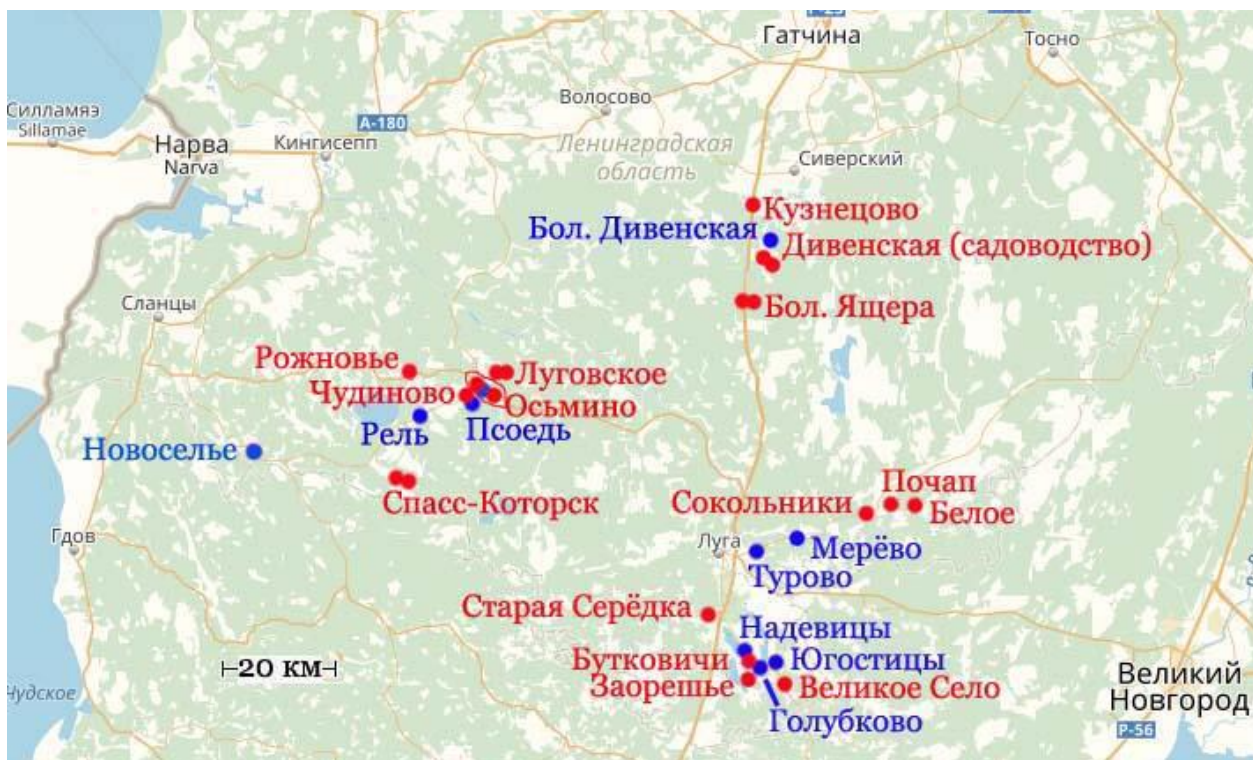 Р-23
Гатчина
Тосно
Волосово
Силламяэ
Sillamae
А-180
Нарва
Narva
Кингисепп
Ленинградская
область
Сиверский
Кузнецово
Бол. Дивенская
Дивенская (садоводство)
Сланцы
Бол. Ящера
Рожновье
Луговское
Чудиново
Осьмино
Рель
Псоедь
Новоселье
Спасс-Которск
Почап
Сокольники
Белое
Гдов
Луга
Мерёво
Турово
Старая Серёдка
Надевицы
Бутковичи
Югостицы
20 км
Заорешье
Великое Село
Чудское
Великий
Новгород
Голубково
Р-56